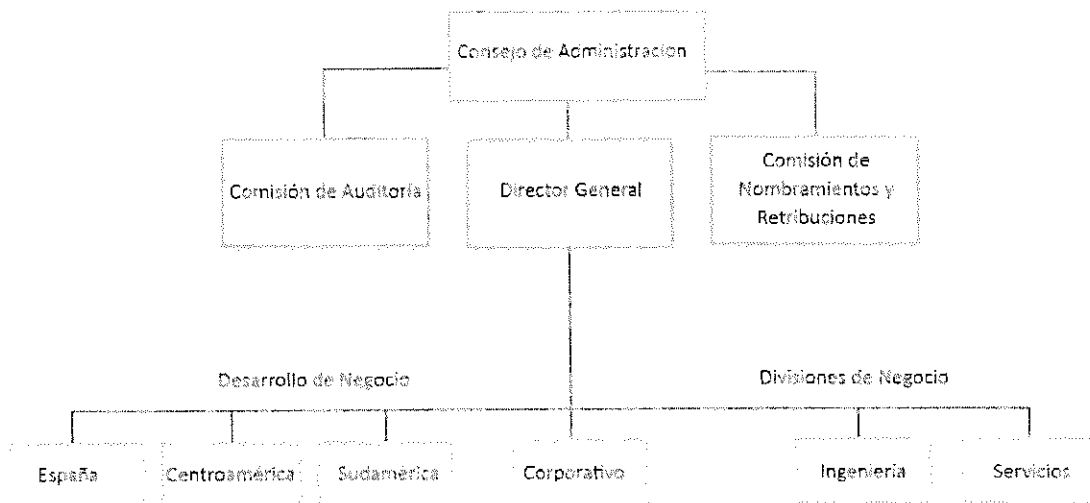 Consejo de Administracion
Comisión de Auditoría
Director General
Comisión de
Nombramientos y
Retribuciones
Desarrollo de Negocio
Divisiones de Negocio
España
Centroamérica
Sudamérica
Corporativo
Ingeniería
Servicios